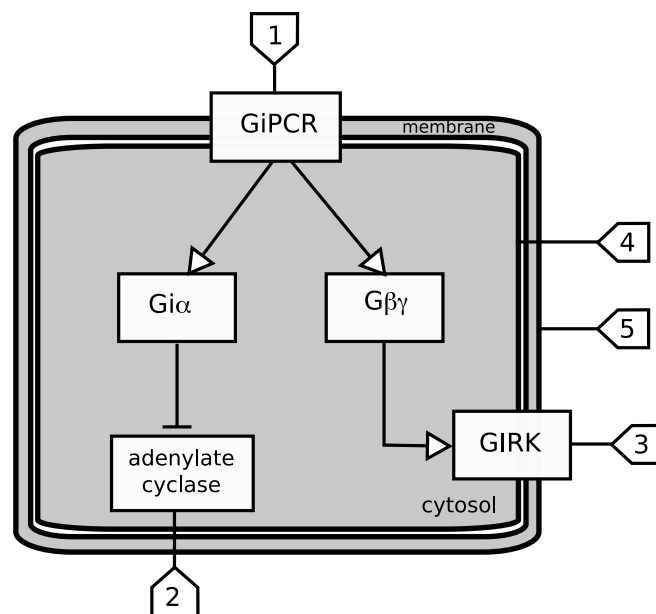 1
GiPCR
membrane
4
Giα
Gβγ
5
GIRK
3
adenylate
cyclase
cytosol
2